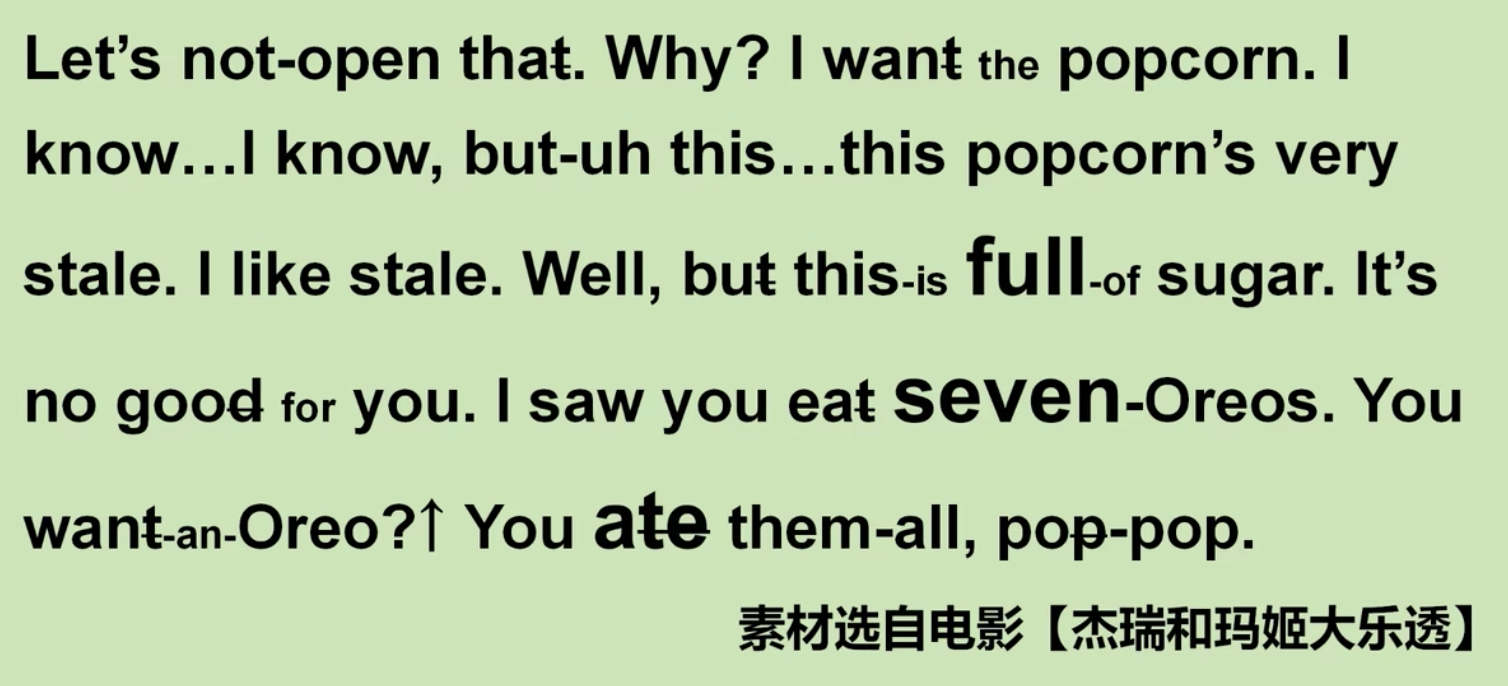 Let’s not-open that. Why? I want the popcorn. I
know…I know, but-uh this…this popcorn’s very
stale. I like stale. Well, but this-is full-of sugar. It’s
no good for you. I saw you eat seven-Oreos. You
want-an-Oreo?↑ You ate them-all, pop-pop.
素材选自电影【杰瑞和玛姬大乐透】